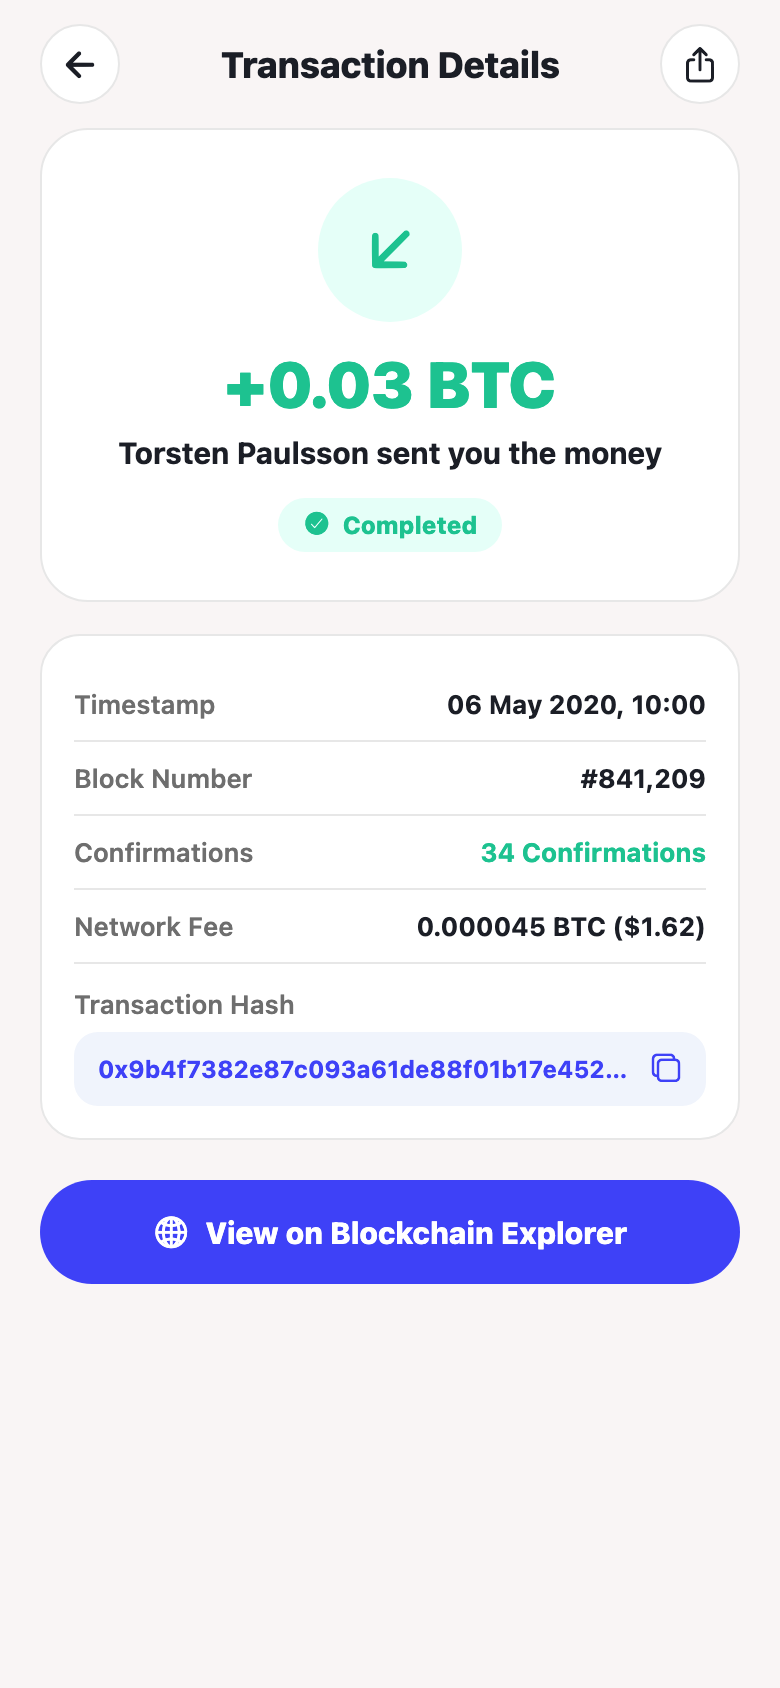 Transaction Details
+0.03 BTC
Torsten Paulsson sent you the money
Completed
Timestamp 06 May 2020, 10:00
Block Number #841,209
Confirmations 34 Confirmations
Network Fee 0.000045 BTC ($1.62)
Transaction Hash
0x9b4f7382e87c093a61de88f01b17e452...
View on Blockchain Explorer